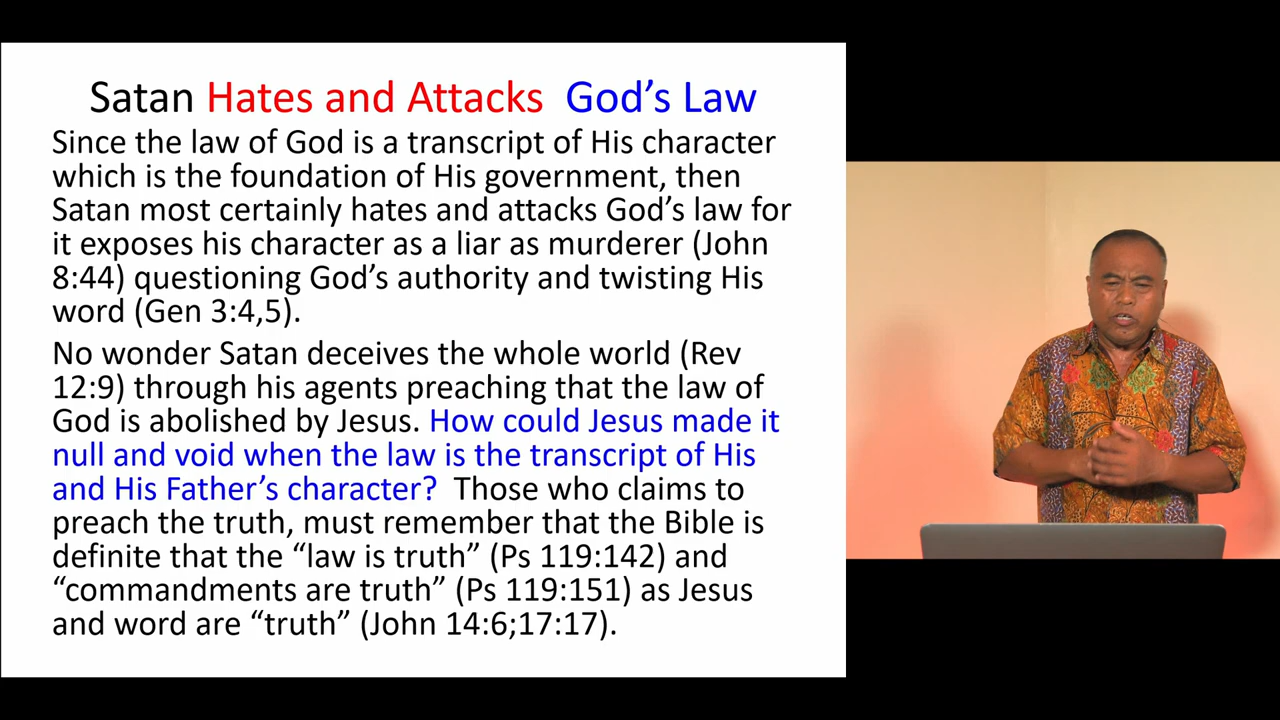 Satan Hates and Attacks God's Law
Since the law of God is a transcript of His character
which is the foundation of His government, then
Satan most certainly hates and attacks God's law for
it exposes his character as a liar as murderer (John
8:44) questioning God's authority and twisting His
word (Gen 3:4,5).
No wonder Satan deceives the whole world (Rev
12:9) through his agents preaching that the law of
God is abolished by Jesus. How could Jesus made it
null and void when the law is the transcript of His
and His Father's character? Those who claims to
preach the truth, must remember that the Bible is
definite that the “law is truth” (Ps 119:142) and
“commandments are truth” (Ps 119:151) as Jesus
and word are “truth” (John 14:6;17:17).